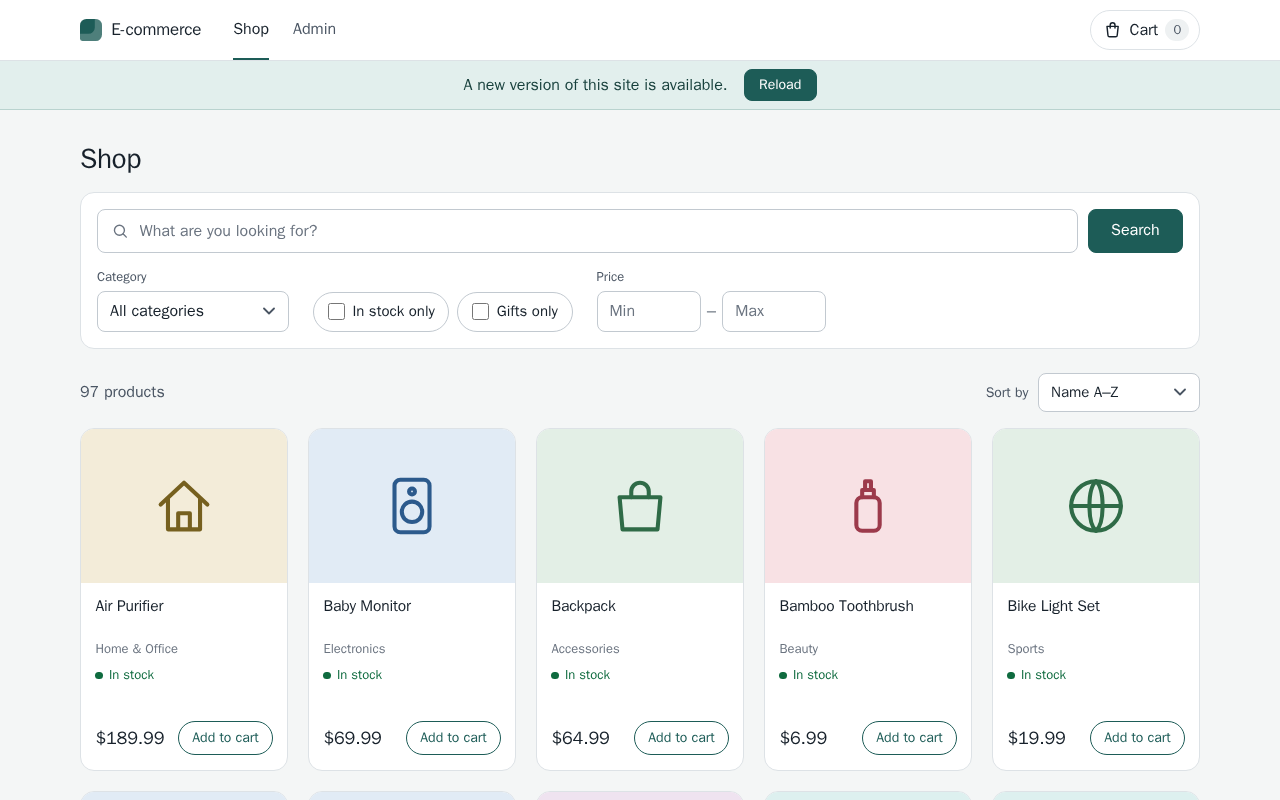 E-commerce Shop Admin Cart 0
A new version of this site is available. Reload
Shop
What are you looking for? Search
Category Price
All categories In stock only Gifts only Min – Max
97 products Sort by Name A–Z
Air Purifier Baby Monitor Backpack Bamboo Toothbrush Bike Light Set
Home & Office Electronics Accessories Beauty Sports
In stock In stock In stock In stock In stock
$189.99 Add to cart $69.99 Add to cart $64.99 Add to cart $6.99 Add to cart $19.99 Add to cart